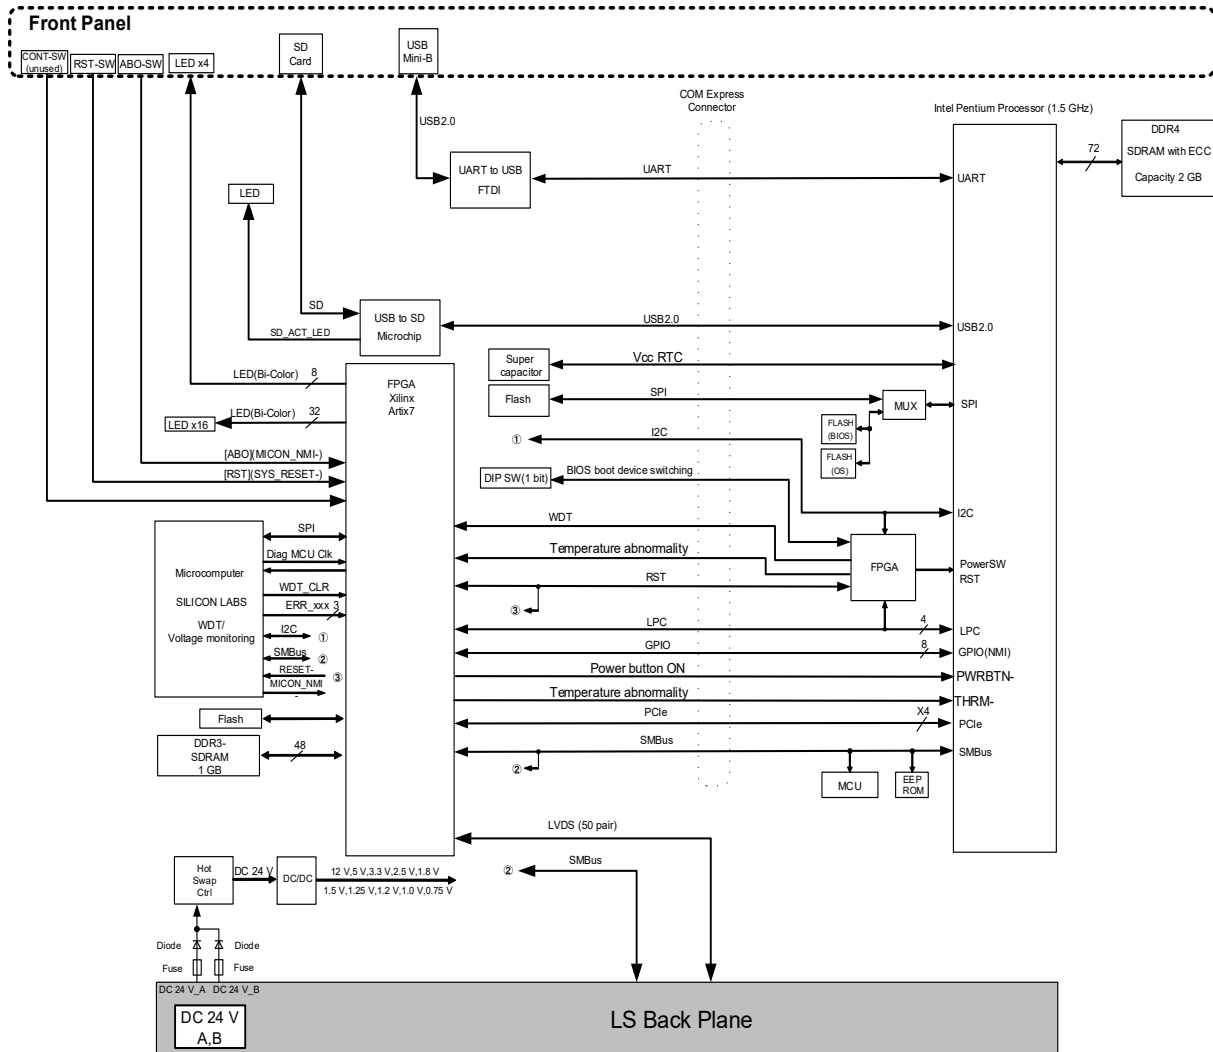 Front Panel
CONT-SW
(unused)
RST-SW
ABO-SW
LED x4
SD
Card
USB
Mini-B
COM Express
Connector
Intel Pentium Processor (1.5 GHz)
DDR4
SDRAM with ECC
Capacity 2 GB
72
USB2.0
UART to USB
FTDI
UART
UART
LED
SD
SD_ACT_LED
USB to SD
Microchip
USB2.0
USB2.0
LED(Bi-Color)
8
FPGA
Xilinx
Artix7
Super
capacitor
Vcc RTC
Flash
SPI
MUX
SPI
LED(Bi-Color)
32
LED x16
FLASH
(BIOS)
FLASH
(OS)
①
I2C
[ABO](MICON_NMI-)
[RST](SYS_RESET-)
DIP SW(1 bit)
BIOS boot device switching
I2C
WDT
Temperature abnormality
FPGA
PowerSW
RST
RST
③
Microcomputer
SILICON LABS
WDT/
Voltage monitoring
SPI
Diag MCU Clk
WDT_CLR
ERR_xxx
3
I2C
①
SMBus
②
RESET-
③
MICON_NMI
-
LPC
4
LPC
GPIO
8
GPIO(NMI)
Power button ON
PWRBTN-
Temperature abnormality
THRM-
PCIe
X4
PCIe
SMBus
SMBus
②
MCU
EEP
ROM
Flash
DDR3-
SDRAM
1 GB
48
LVDS (50 pair)
Hot
Swap
Ctrl
DC 24 V
DC/DC
12 V,5 V,3.3 V,2.5 V,1.8 V
1.5 V,1.25 V,1.2 V,1.0 V,0.75 V
②
SMBus
Diode
Diode
Fuse
Fuse
DC 24 V_A
DC 24 V_B
DC 24 V
A,B
LS Back Plane